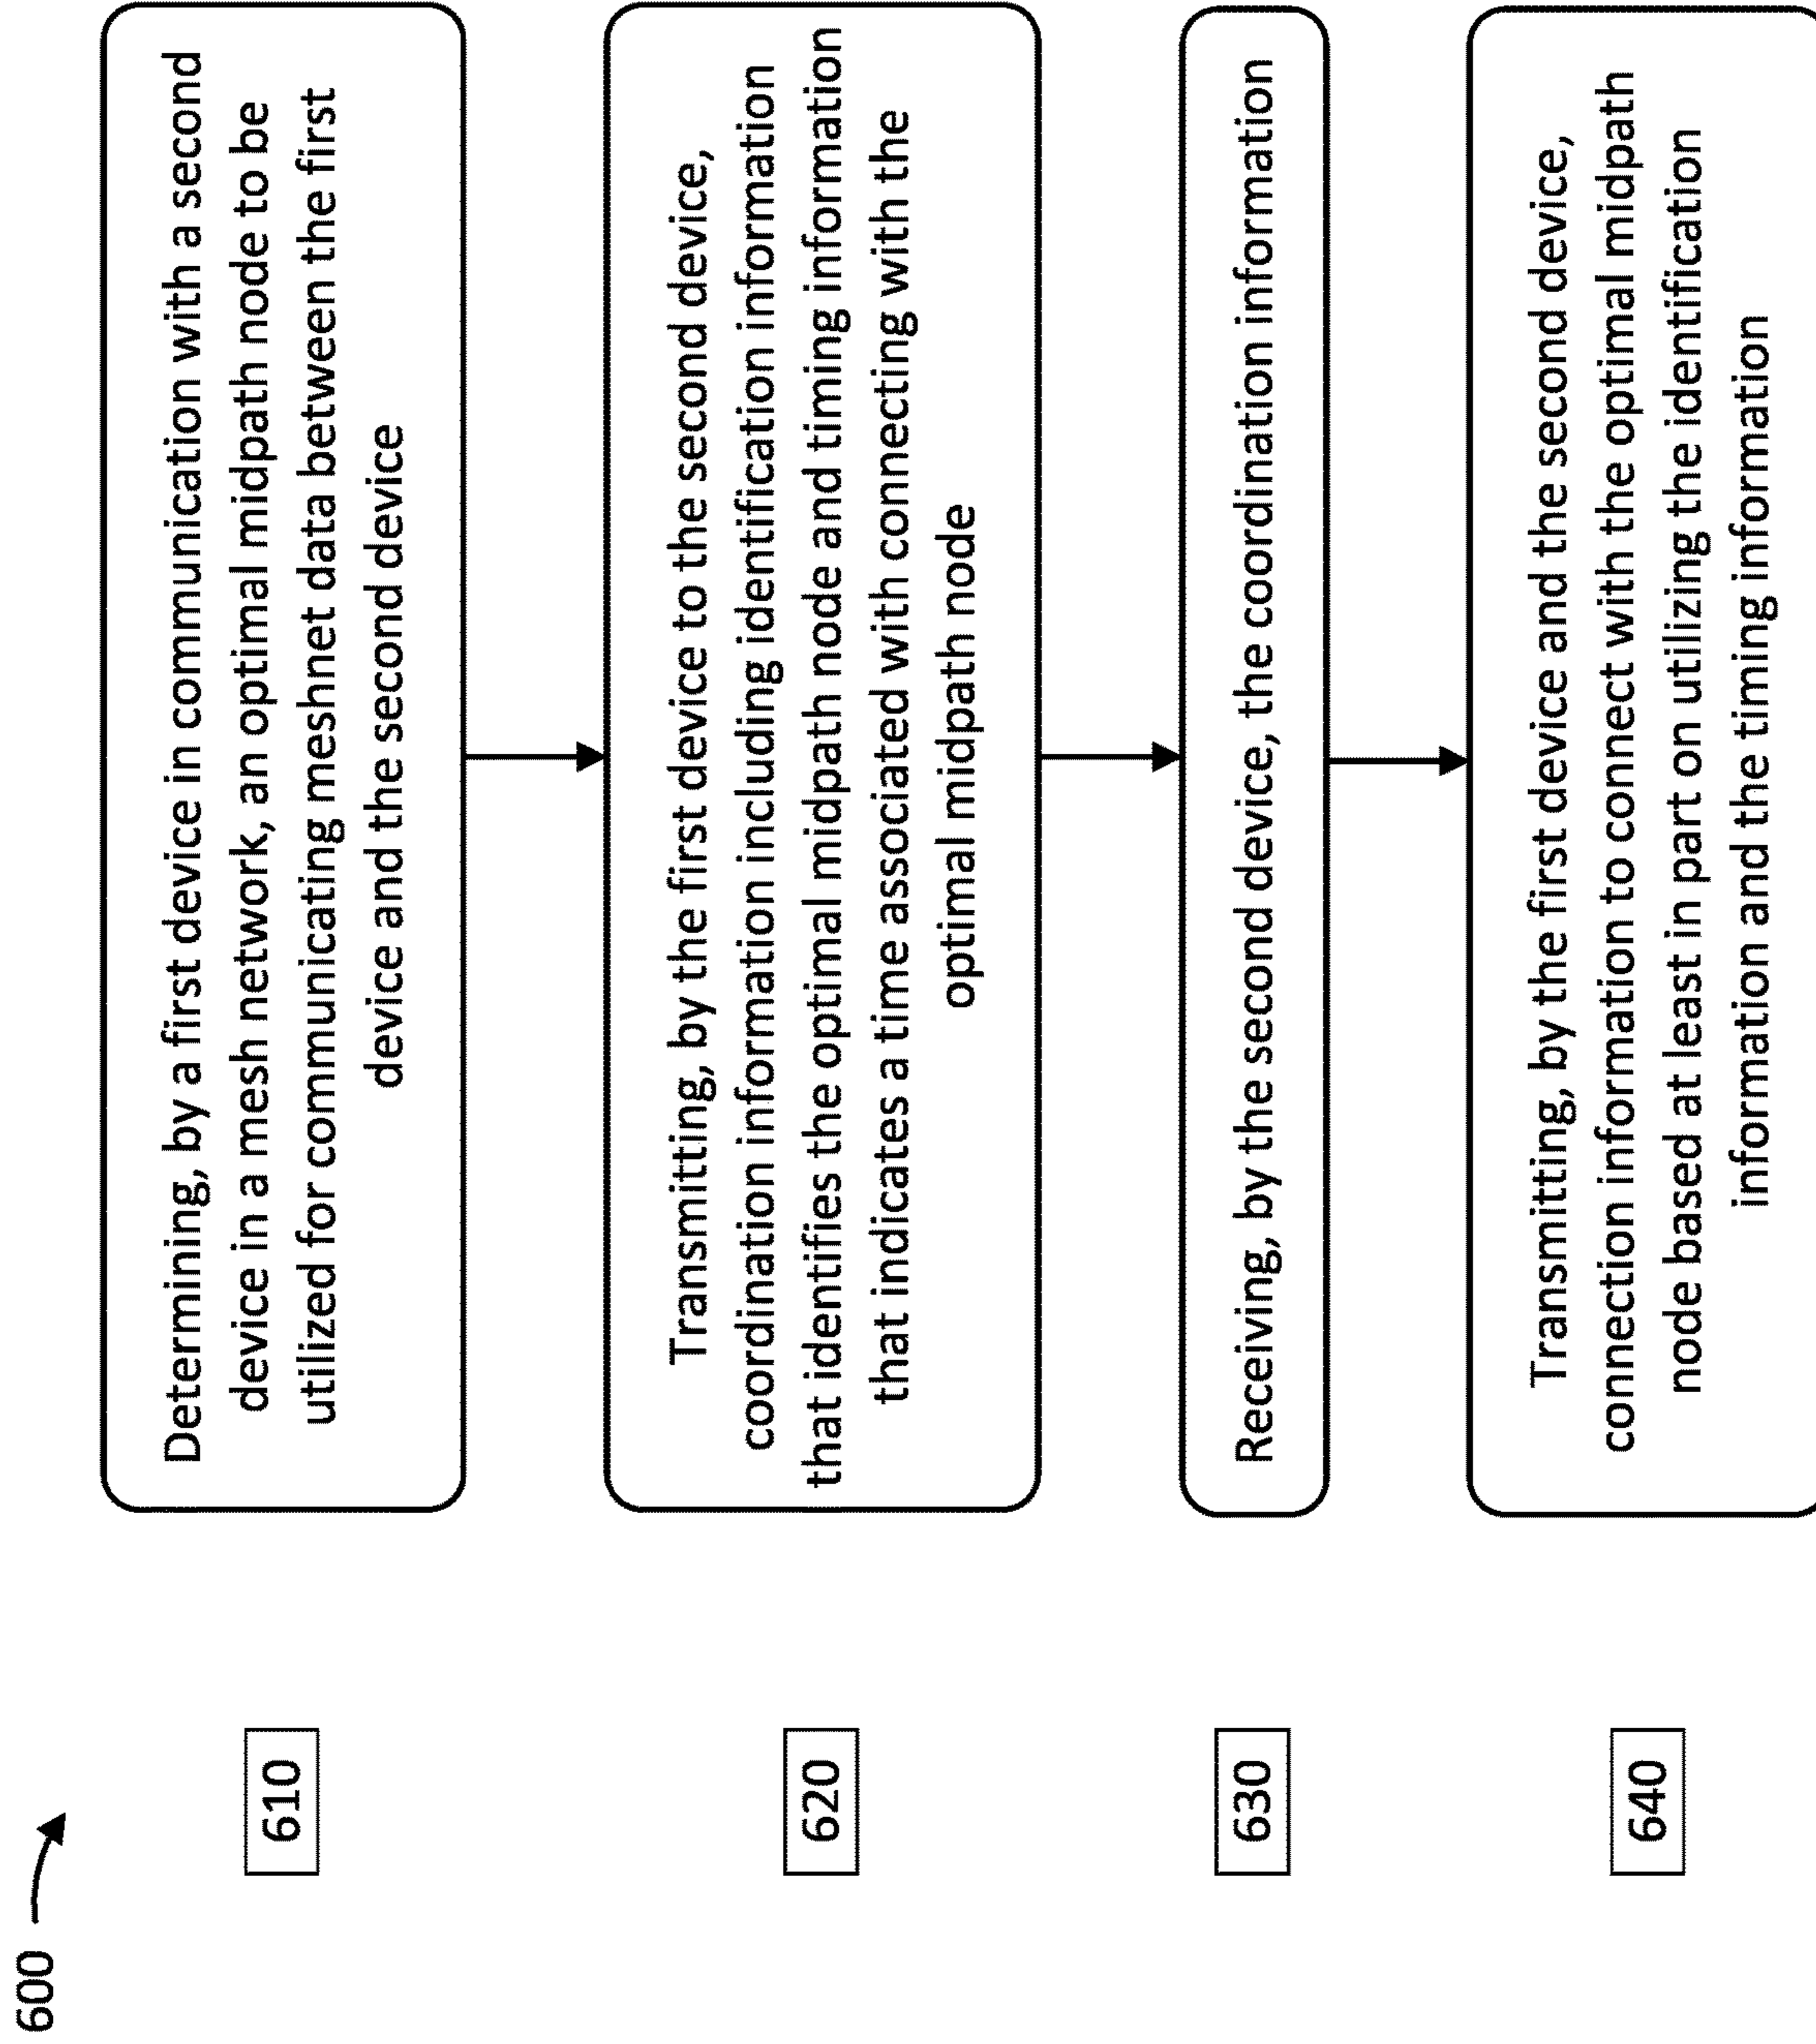 600
610
Determining, by a first device in communication with a second
device in a mesh network, an optimal midpath node to be
utilized for communicating meshnet data between the first
device and the second device
620
Transmitting, by the first device to the second device,
coordination information including identification information
that identifies the optimal midpath node and timing information
that indicates a time associated with connecting with the
optimal midpath node
630
Receiving, by the second device, the coordination information
640
Transmitting, by the first device and the second device,
connection information to connect with the optimal midpath
node based at least in part on utilizing the identification
information and the timing information